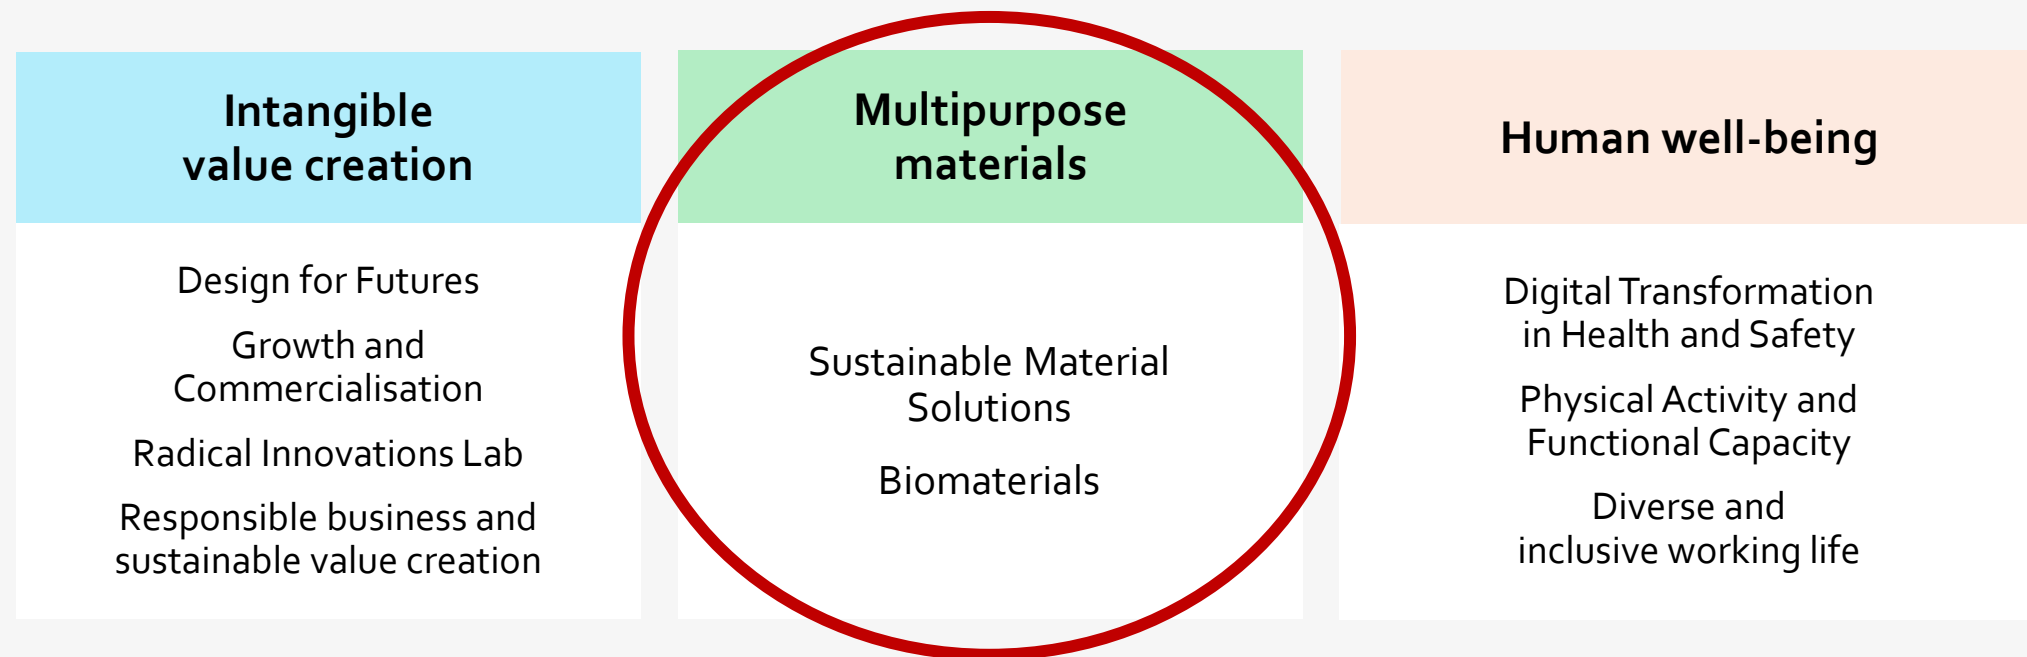 Intangible
value creation
Design for Futures
Growth and
Commercialisation
Radical Innovations Lab
Responsible business and
sustainable value creation
Multipurpose
materials
Sustainable Material
Solutions
Biomaterials
Human well-being
Digital Transformation
in Health and Safety
Physical Activity and
Functional Capacity
Diverse and
inclusive working life